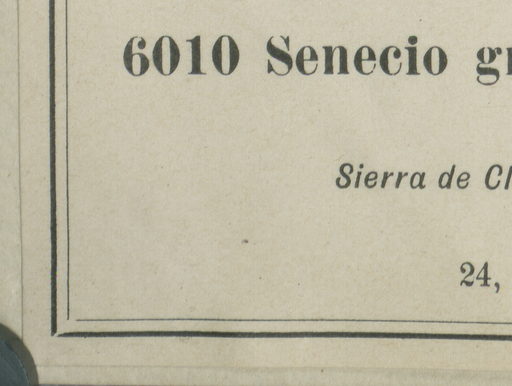 6010 Senecio
Sierra de
24,